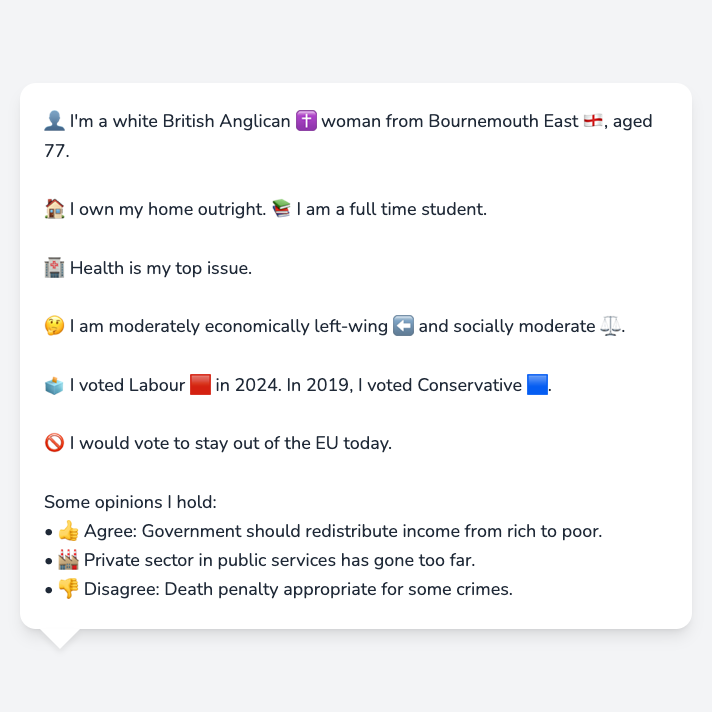 👤 I'm a white British Anglican ✝️ woman from Bournemouth East 🏴󠁧󠁢󠁥󠁮󠁧󠁿, aged
77.
🏠 I own my home outright. 📚 I am a full time student.
🏥 Health is my top issue.
🤔 I am moderately economically left-wing ⬅️ and socially moderate ⚖️.
🗳️ I voted Labour 🟥 in 2024. In 2019, I voted Conservative 🟦.
🚫 I would vote to stay out of the EU today.
Some opinions I hold:
• 👍 Agree: Government should redistribute income from rich to poor.
• 🏭 Private sector in public services has gone too far.
• 👎 Disagree: Death penalty appropriate for some crimes.